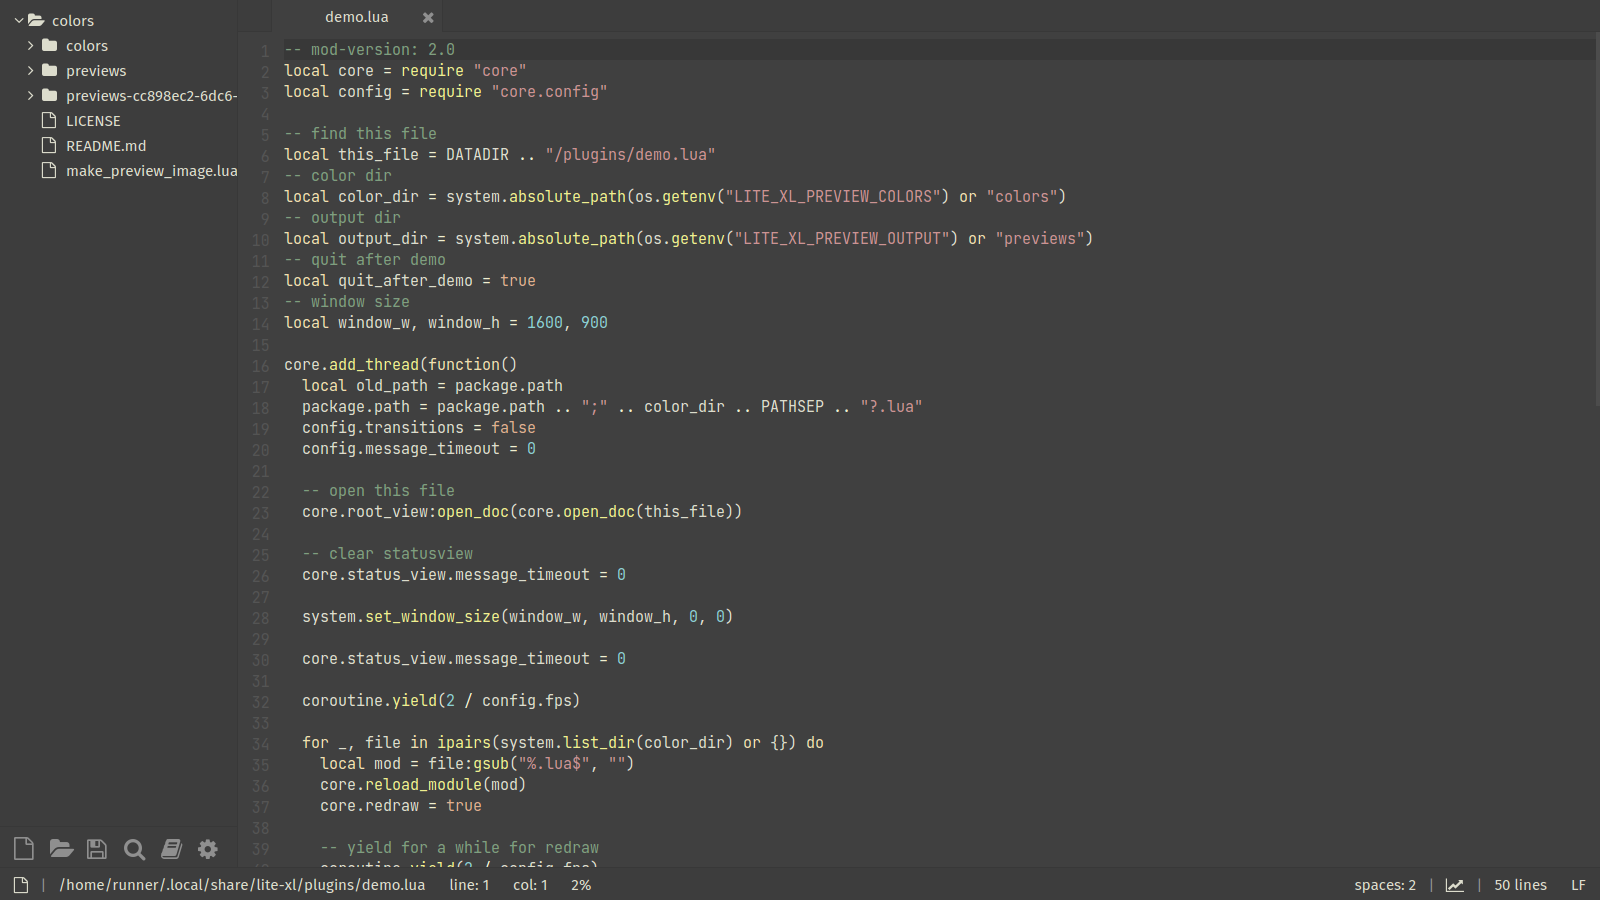 colors
colors
previews
previews-cc898ec2-6dc6-
LICENSE
README.md
make_preview_image.lua
demo.lua
1 -- mod-version: 2.0
2 local core = require "core"
3 local config = require "core.config"
4
5 -- find this file
6 local this_file = DATADIR .. "/plugins/demo.lua"
7 -- color dir
8 local color_dir = system.absolute_path(os.getenv("LITE_XL_PREVIEW_COLORS") or "colors")
9 -- output dir
10 local output_dir = system.absolute_path(os.getenv("LITE_XL_PREVIEW_OUTPUT") or "previews")
11 -- quit after demo
12 local quit_after_demo = true
13 -- window size
14 local window_w, window_h = 1600, 900
15
16 core.add_thread(function()
17   local old_path = package.path
18   package.path = package.path .. ";" .. color_dir .. PATHSEP .. "?.lua"
19   config.transitions = false
20   config.message_timeout = 0
21
22   -- open this file
23   core.root_view:open_doc(core.open_doc(this_file))
24
25   -- clear statusview
26   core.status_view.message_timeout = 0
27
28   system.set_window_size(window_w, window_h, 0, 0)
29
30   core.status_view.message_timeout = 0
31
32   coroutine.yield(2 / config.fps)
33
34   for _, file in ipairs(system.list_dir(color_dir) or {}) do
35     local mod = file:gsub("%.lua$", "")
36     core.reload_module(mod)
37     core.redraw = true
38
39     -- yield for a while for redraw
40     coroutine.yield(2 / config.fps)
/home/runner/.local/share/lite-xl/plugins/demo.lua line: 1 col: 1 2% spaces: 2 50 lines LF